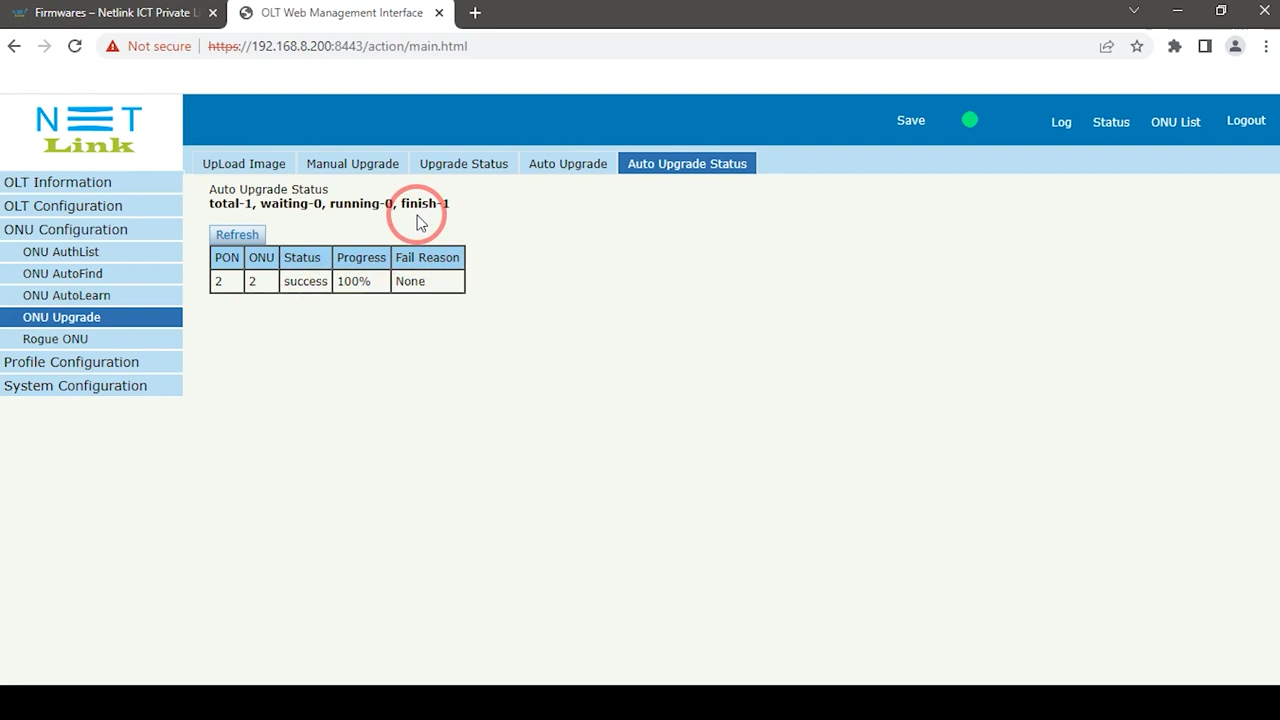 Firmwares – Netlink ICT Private L
OLT Web Management Interface
Not secure
https://192.168.8.200:8443/action/main.html
NET
Link
Save
Log
Status
ONU List
Logout
UpLoad Image
Manual Upgrade
Upgrade Status
Auto Upgrade
Auto Upgrade Status
OLT Information
OLT Configuration
ONU Configuration
ONU AuthList
ONU AutoFind
ONU AutoLearn
ONU Upgrade
Rogue ONU
Profile Configuration
System Configuration
Auto Upgrade Status
total-1, waiting-0, running-0, finish-1
Refresh
PON ONU Status Progress Fail Reason
2 2 success 100% None